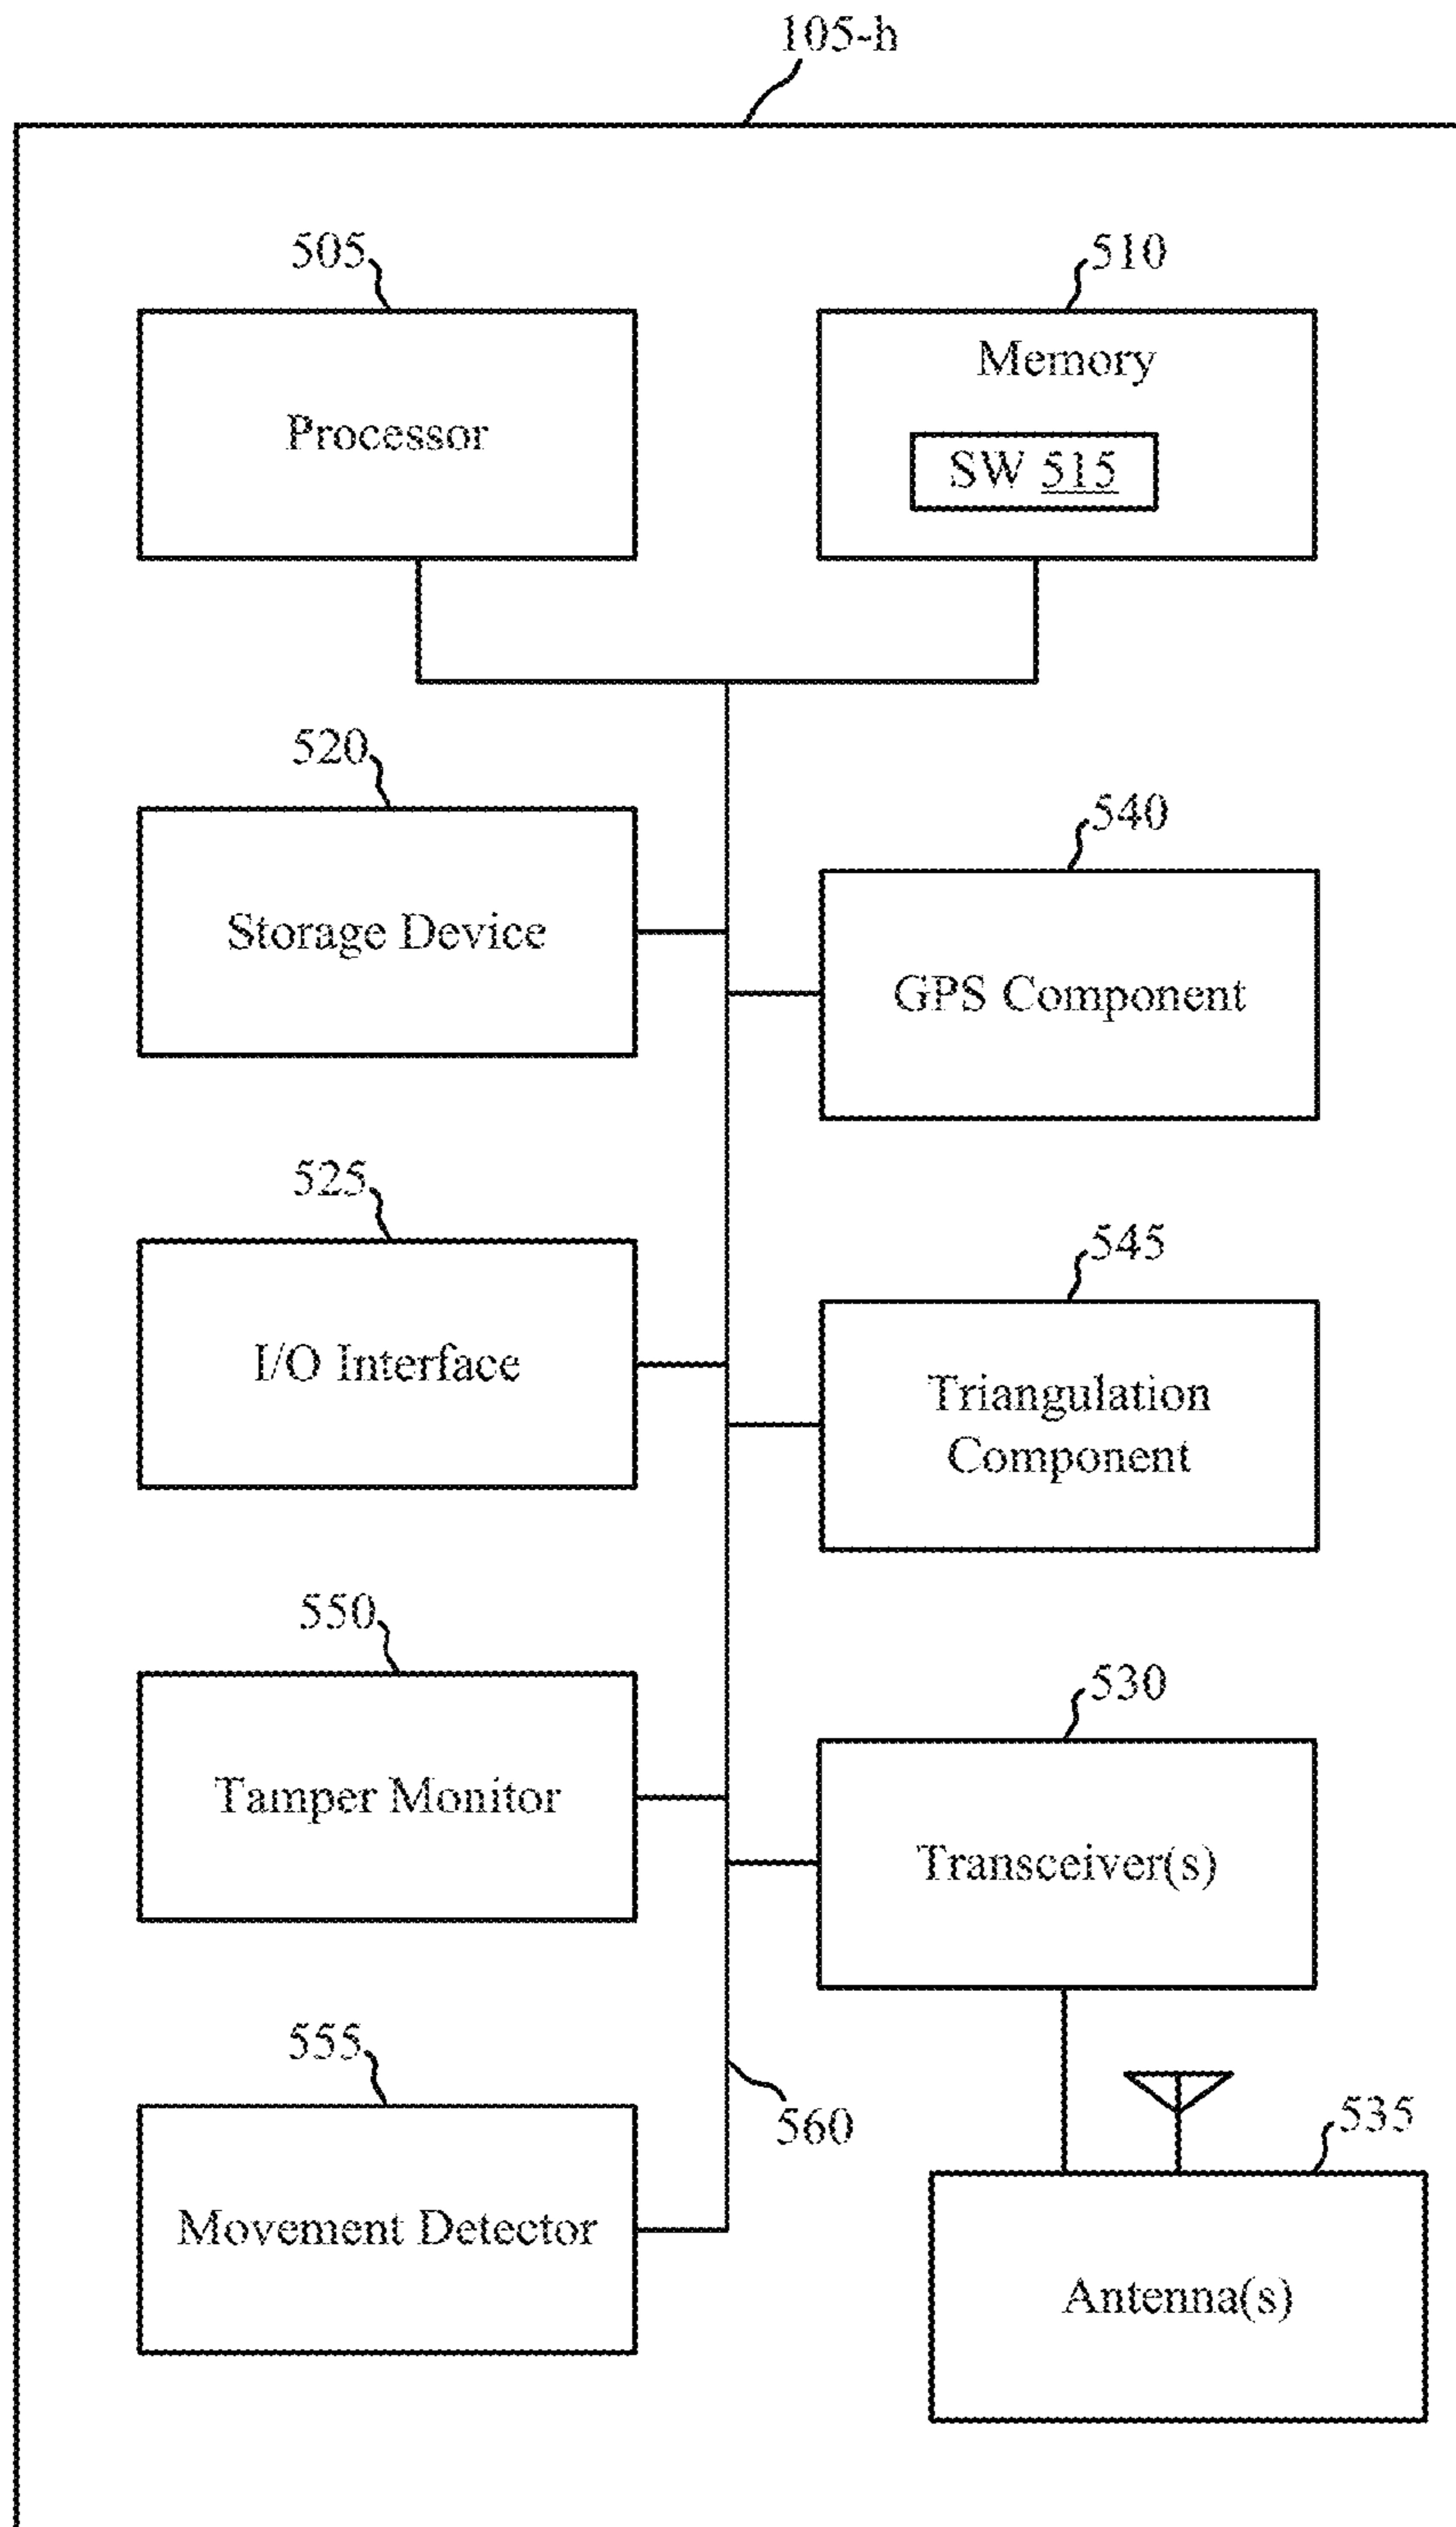 105-h
505
510
Processor
Memory
SW 515
520
540
Storage Device
GPS Component
525
545
I/O Interface
Triangulation
Component
550
530
Tamper Monitor
Transceiver(s)
555
560
535
Movement Detector
Antenna(s)